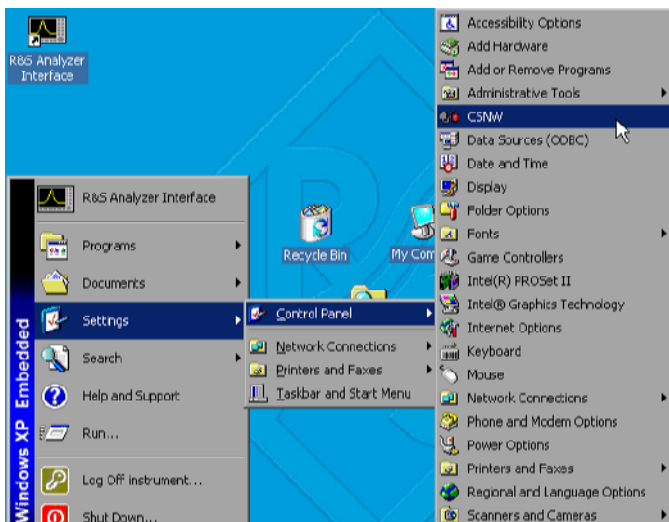 R&S Analyzer
Interface
Recycle Bin
My Com
R&S Analyzer Interface
Programs
Documents
Settings
Search
Help and Support
Run...
Log Off instrument...
Shut Down...
Windows XP Embedded
Control Panel
Network Connections
Printers and Faxes
Taskbar and Start Menu
Accessibility Options
Add Hardware
Add or Remove Programs
Administrative Tools
CSNW
Data Sources (ODBC)
Date and Time
Display
Folder Options
Fonts
Game Controllers
Intel(R) PROSet II
Intel® Graphics Technology
Internet Options
Keyboard
Mouse
Network Connections
Phone and Modem Options
Power Options
Printers and Faxes
Regional and Language Options
Scanners and Cameras